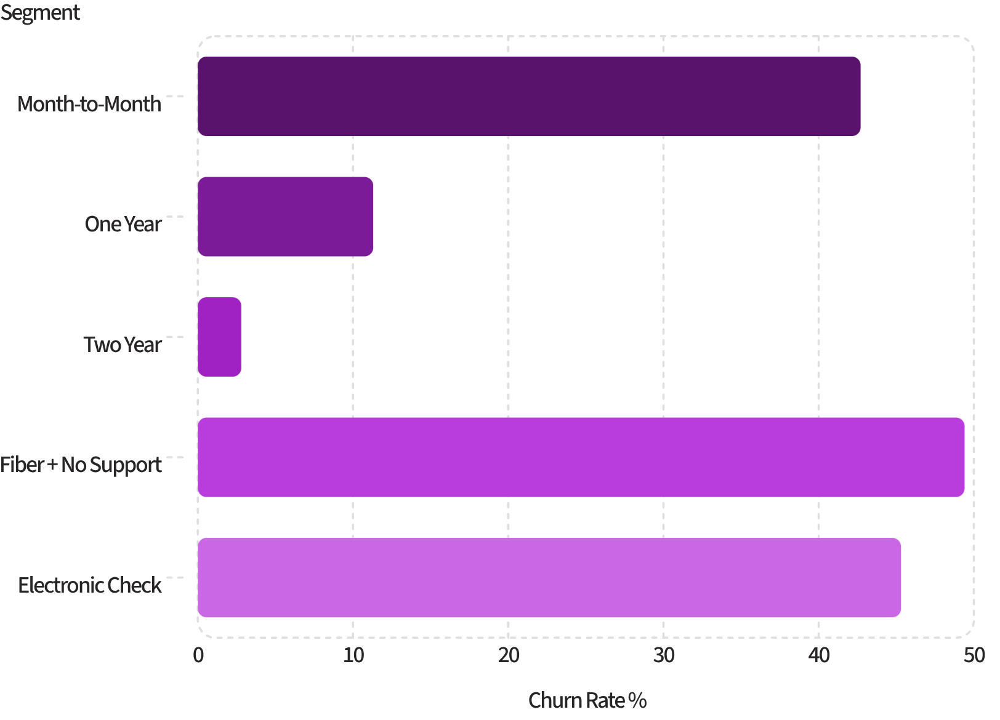 Segment
Month-to-Month
One Year
Two Year
Fiber + No Support
Electronic Check
0 10 20 30 40 50
Churn Rate %